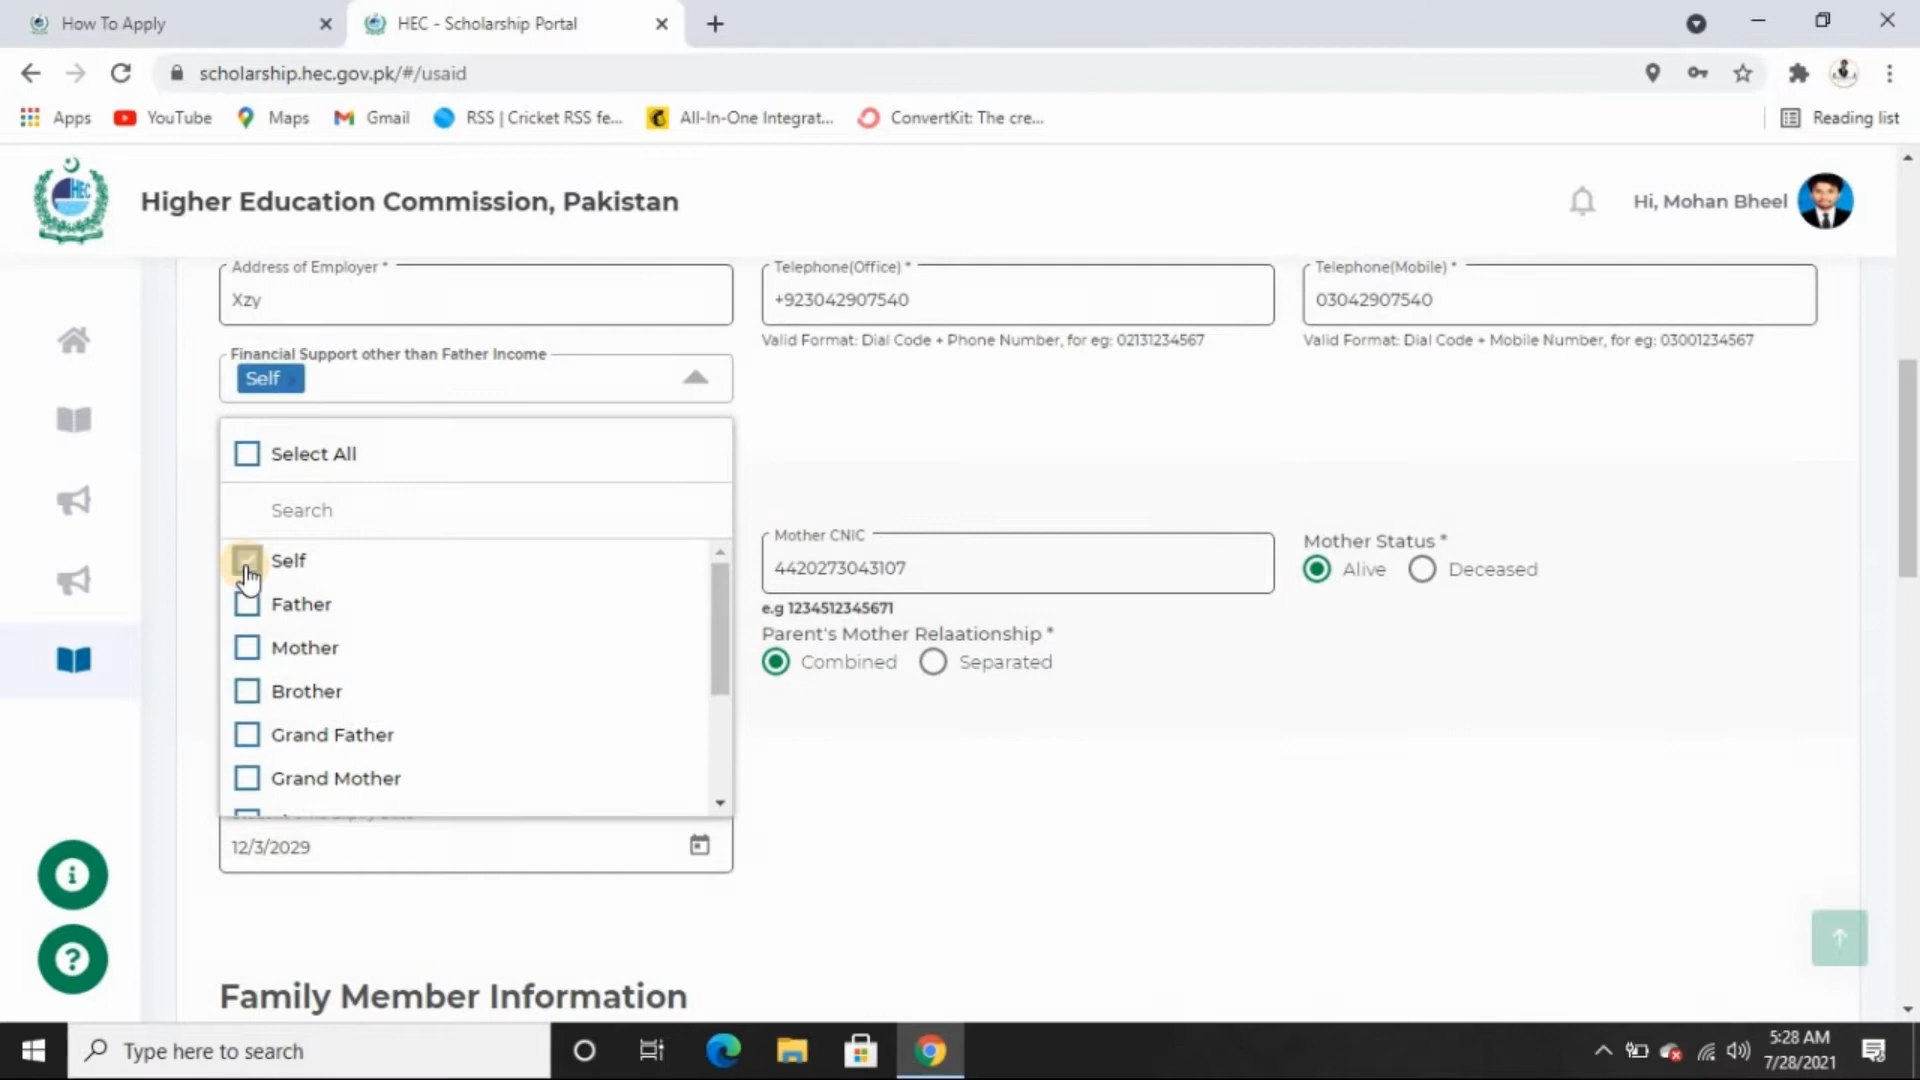 How To Apply
HEC - Scholarship Portal
scholarship.hec.gov.pk/#/usaid
Apps
YouTube
Maps
Gmail
RSS | Cricket RSS fe...
All-In-One Integrat...
ConvertKit: The cre...
Reading list
HEC
Higher Education Commission, Pakistan
Hi, Mohan Bheel
Address of Employer *
Xzy
Telephone(Office) *
+923042907540
Valid Format: Dial Code + Phone Number, for eg: 02131234567
Telephone(Mobile) *
03042907540
Valid Format: Dial Code + Mobile Number, for eg: 03001234567
Financial Support other than Father Income
Self
Select All
Search
Self
Father
Mother
Brother
Grand Father
Grand Mother
Mother CNIC
4420273043107
e.g 1234512345671
Mother Status *
Alive
Deceased
Parent's Mother Relaationship *
Combined
Separated
12/3/2029
Family Member Information
Type here to search
5:28 AM
7/28/2021